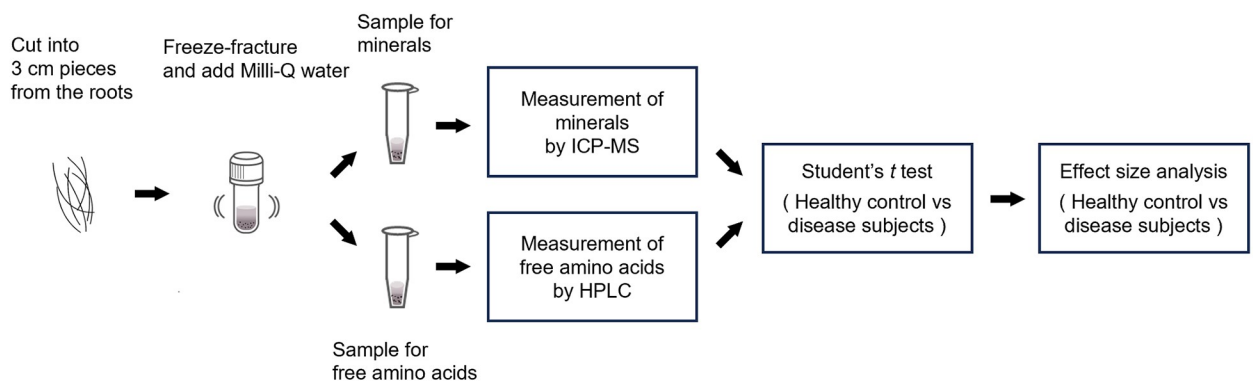 Cut into
3 cm pieces
from the roots
Freeze-fracture
and add Milli-Q water
Sample for
minerals
Sample for
free amino acids
Measurement of
minerals
by ICP-MS
Measurement of
free amino acids
by HPLC
Student’s t test
( Healthy control vs
disease subjects )
Effect size analysis
( Healthy control vs
disease subjects )